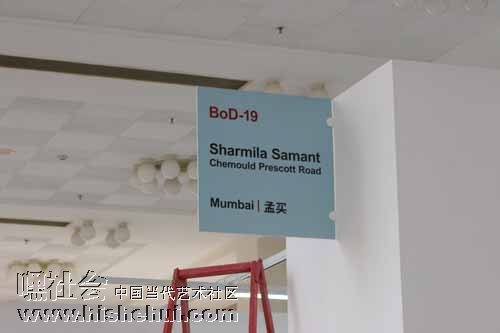 BoD-19
Sharmila Samant
Chemould Prescott Road
Mumbai | 孟买
嘿社会 中国当代艺术社区
www.hishehui.com